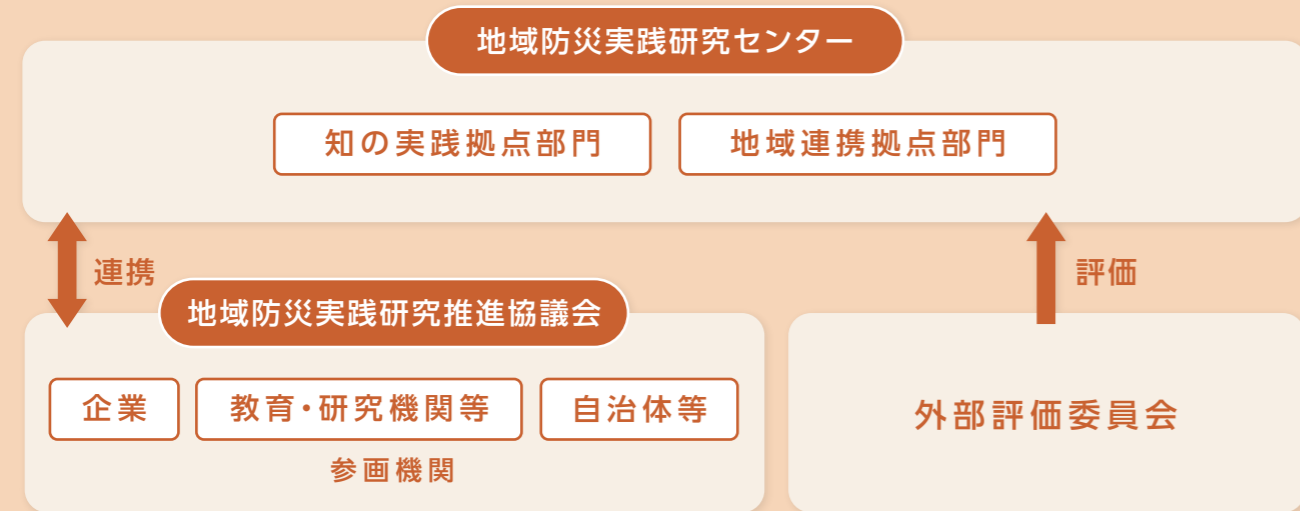 地域防災実践研究センター
知の実践拠点部門
地域連携拠点部門
連携
評価
地域防災実践研究推進協議会
企業
教育・研究機関等
自治体等
参画機関
外部評価委員会